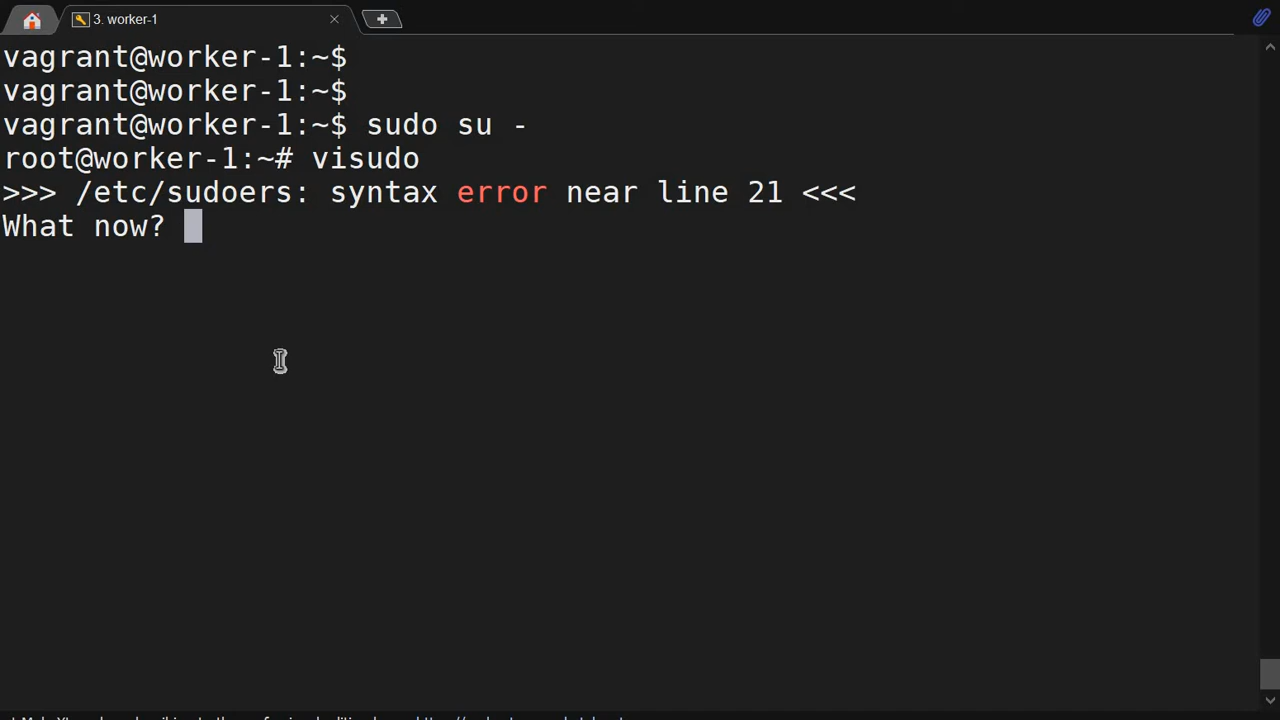 3. worker-1
vagrant@worker-1:~$
vagrant@worker-1:~$
vagrant@worker-1:~$ sudo su -
root@worker-1:~# visudo
>>> /etc/sudoers: syntax error near line 21 <<<
What now?